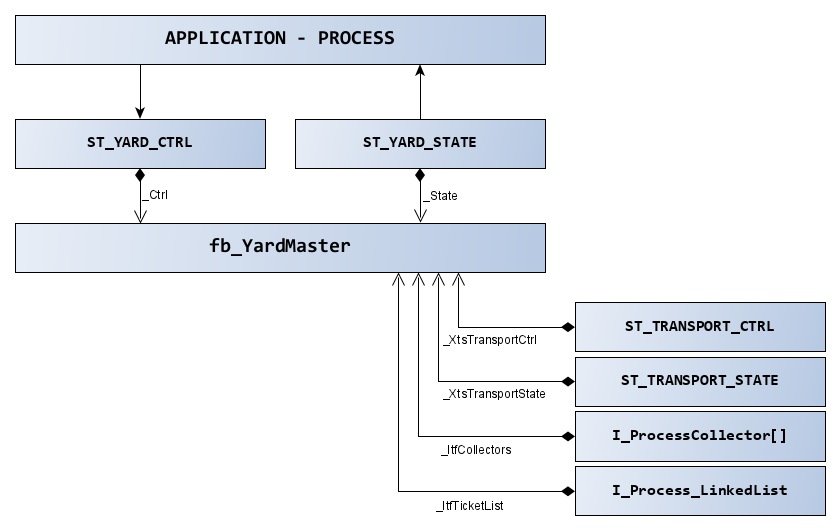 APPLICATION - PROCESS
ST_YARD_CTRL
ST_YARD_STATE
_Ctrl
_State
fb_YardMaster
ST_TRANSPORT_CTRL
_XtsTransportCtrl
ST_TRANSPORT_STATE
_XtsTransportState
I_ProcessCollector[]
_ItfCollectors
I_Process_LinkedList
_ItfTicketList